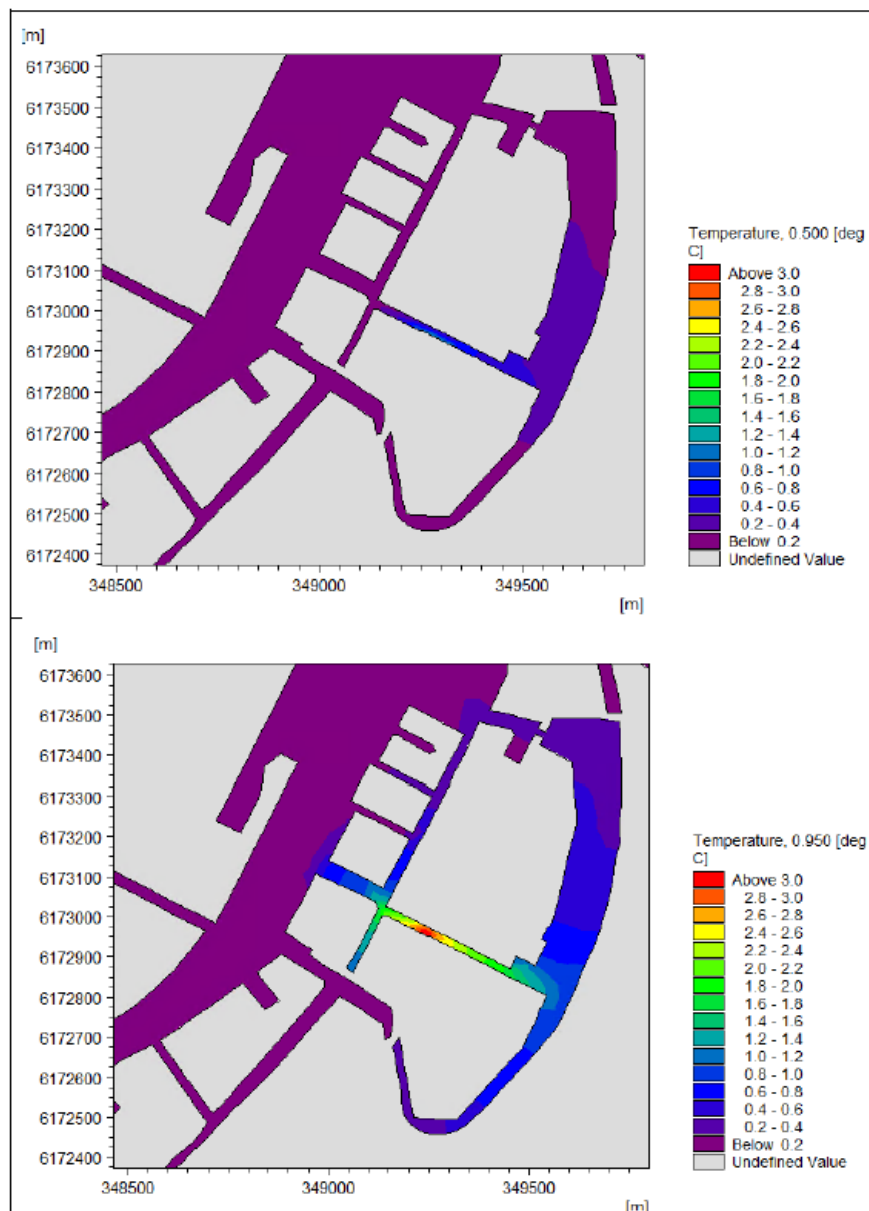 [m]
6173600
6173500
6173400
6173300
6173200
6173100
6173000
6172900
6172800
6172700
6172600
6172500
6172400
348500 349000 349500
[m]
Temperature, 0.500 [deg
C]
Above 3.0
2.8 - 3.0
2.6 - 2.8
2.4 - 2.6
2.2 - 2.4
2.0 - 2.2
1.8 - 2.0
1.6 - 1.8
1.4 - 1.6
1.2 - 1.4
1.0 - 1.2
0.8 - 1.0
0.6 - 0.8
0.4 - 0.6
0.2 - 0.4
Below 0.2
Undefined Value
[m]
6173600
6173500
6173400
6173300
6173200
6173100
6173000
6172900
6172800
6172700
6172600
6172500
6172400
348500 349000 349500
[m]
Temperature, 0.950 [deg
C]
Above 3.0
2.8 - 3.0
2.6 - 2.8
2.4 - 2.6
2.2 - 2.4
2.0 - 2.2
1.8 - 2.0
1.6 - 1.8
1.4 - 1.6
1.2 - 1.4
1.0 - 1.2
0.8 - 1.0
0.6 - 0.8
0.4 - 0.6
0.2 - 0.4
Below 0.2
Undefined Value